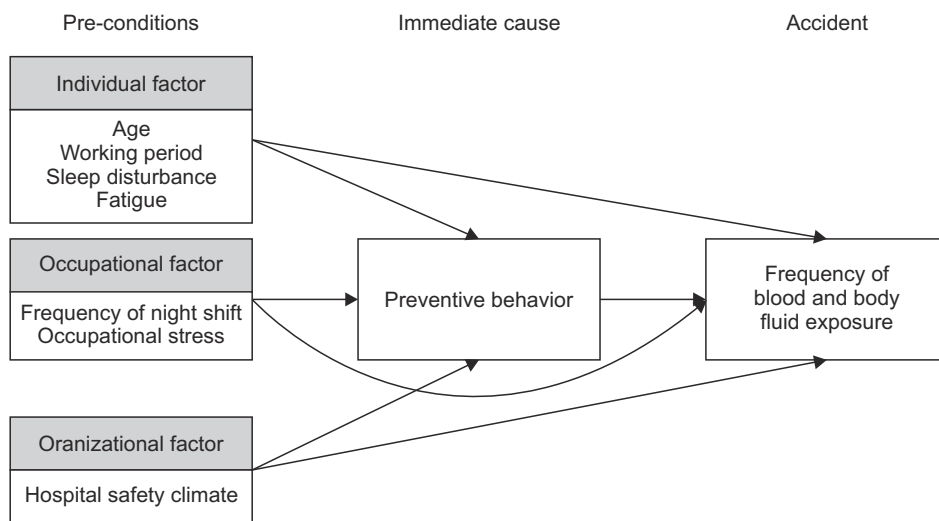 Pre-conditions
Immediate cause
Accident
Individual factor
Age
Working period
Sleep disturbance
Fatigue
Occupational factor
Frequency of night shift
Occupational stress
Preventive behavior
Frequency of
blood and body
fluid exposure
Oranizational factor
Hospital safety climate